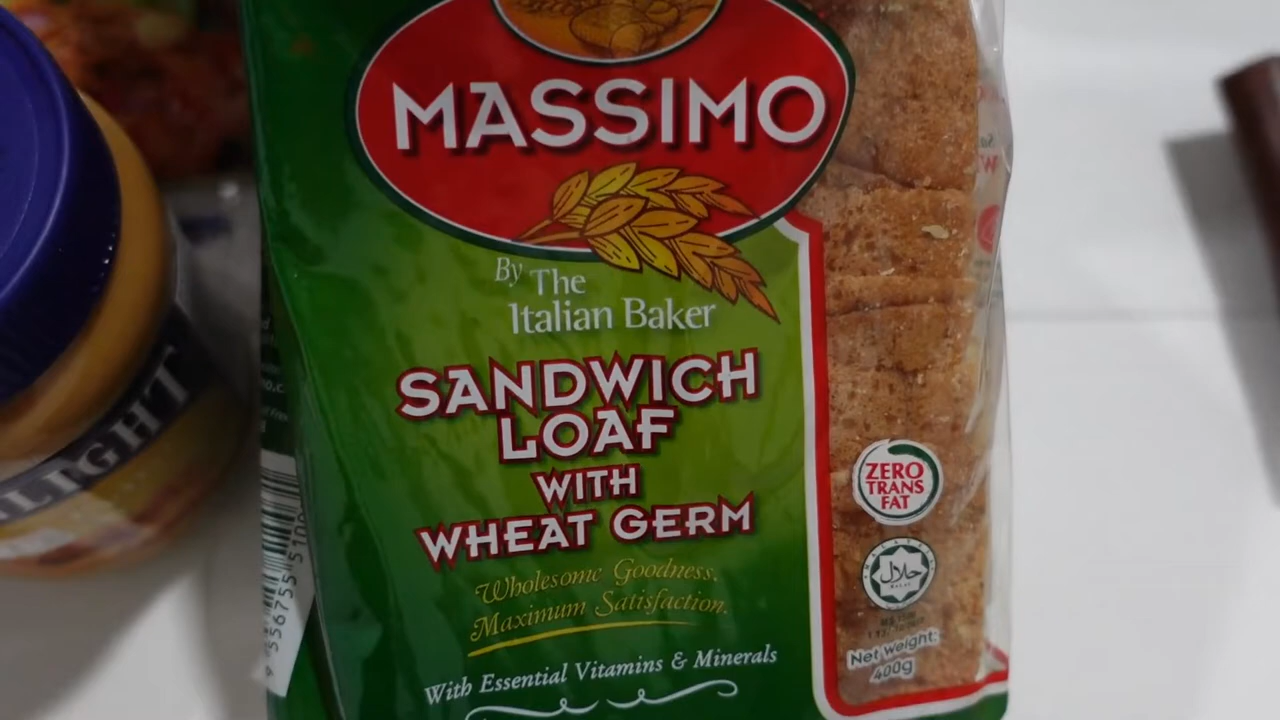 MASSIMO
By The
Italian Baker
SANDWICH
LOAF
WITH
WHEAT GERM
Wholesome Goodness.
Maximum Satisfaction.
With Essential Vitamins & Minerals
ZERO
TRANS
FAT
حلال
Net weight:
400g
LIGHT